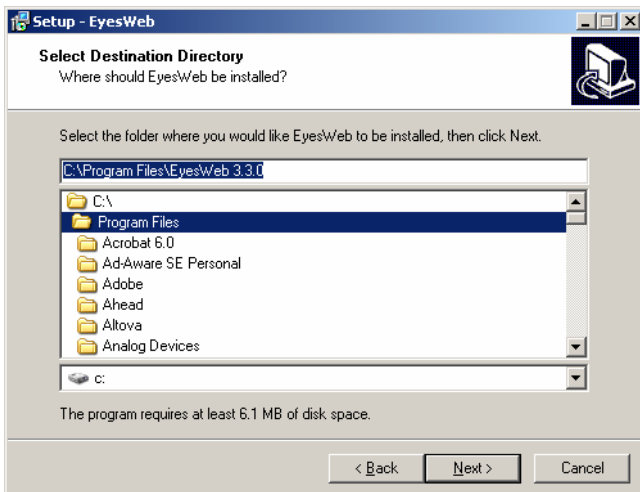 Setup - EyesWeb
Select Destination Directory
Where should EyesWeb be installed?
Select the folder where you would like EyesWeb to be installed, then click Next.
C:\Program Files\EyesWeb 3.3.0
C:\
Program Files
Acrobat 6.0
Ad-Aware SE Personal
Adobe
Ahead
Altova
Analog Devices
c:
The program requires at least 6.1 MB of disk space.
< Back Next > Cancel